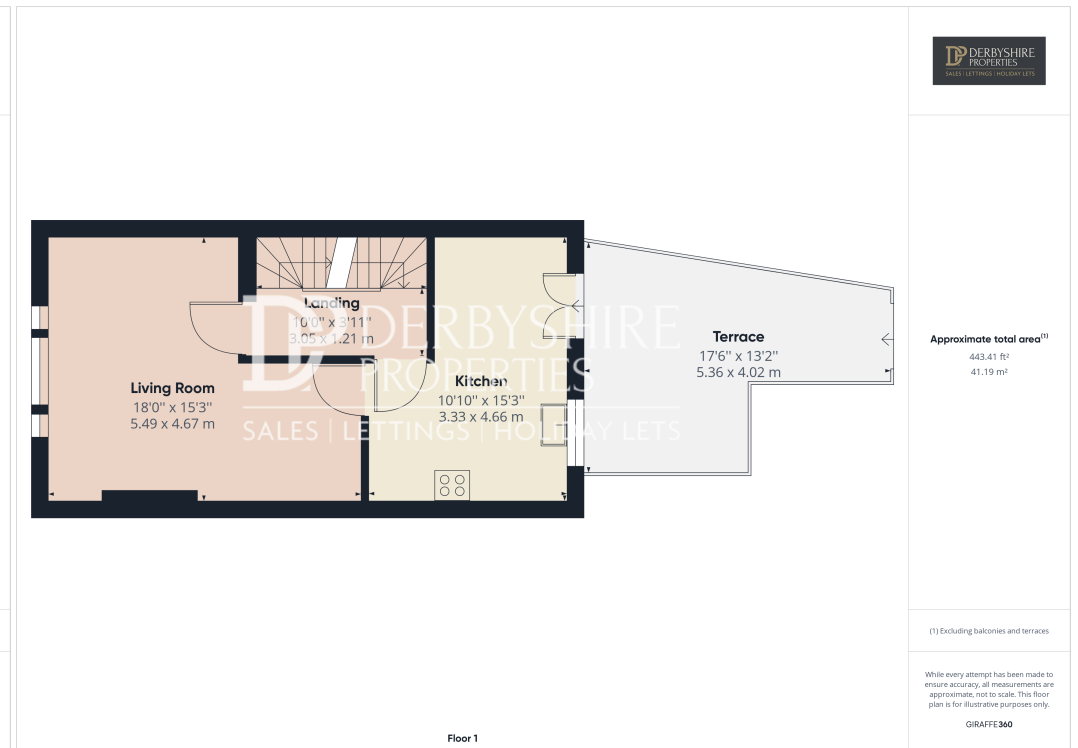 DP DERBYSHIRE
PROPERTIES
SALES | LETTINGS | HOLIDAY LETS
Landing
10'0" x 3'11"
3.05 x 1.21 m
Living Room
18'0" x 15'3"
5.49 x 4.67 m
Kitchen
10'10" x 15'3"
3.33 x 4.66 m
Terrace
17'6" x 13'2"
5.36 x 4.02 m
DP DERBYSHIRE
PROPERTIES
SALES | LETTINGS | HOLIDAY LETS
Approximate total area(1)
443.41 ft²
41.19 m²
(1) Excluding balconies and terraces
While every attempt has been made to
ensure accuracy, all measurements are
approximate, not to scale. This floor
plan is for illustrative purposes only.
GIRAFFE360
Floor 1